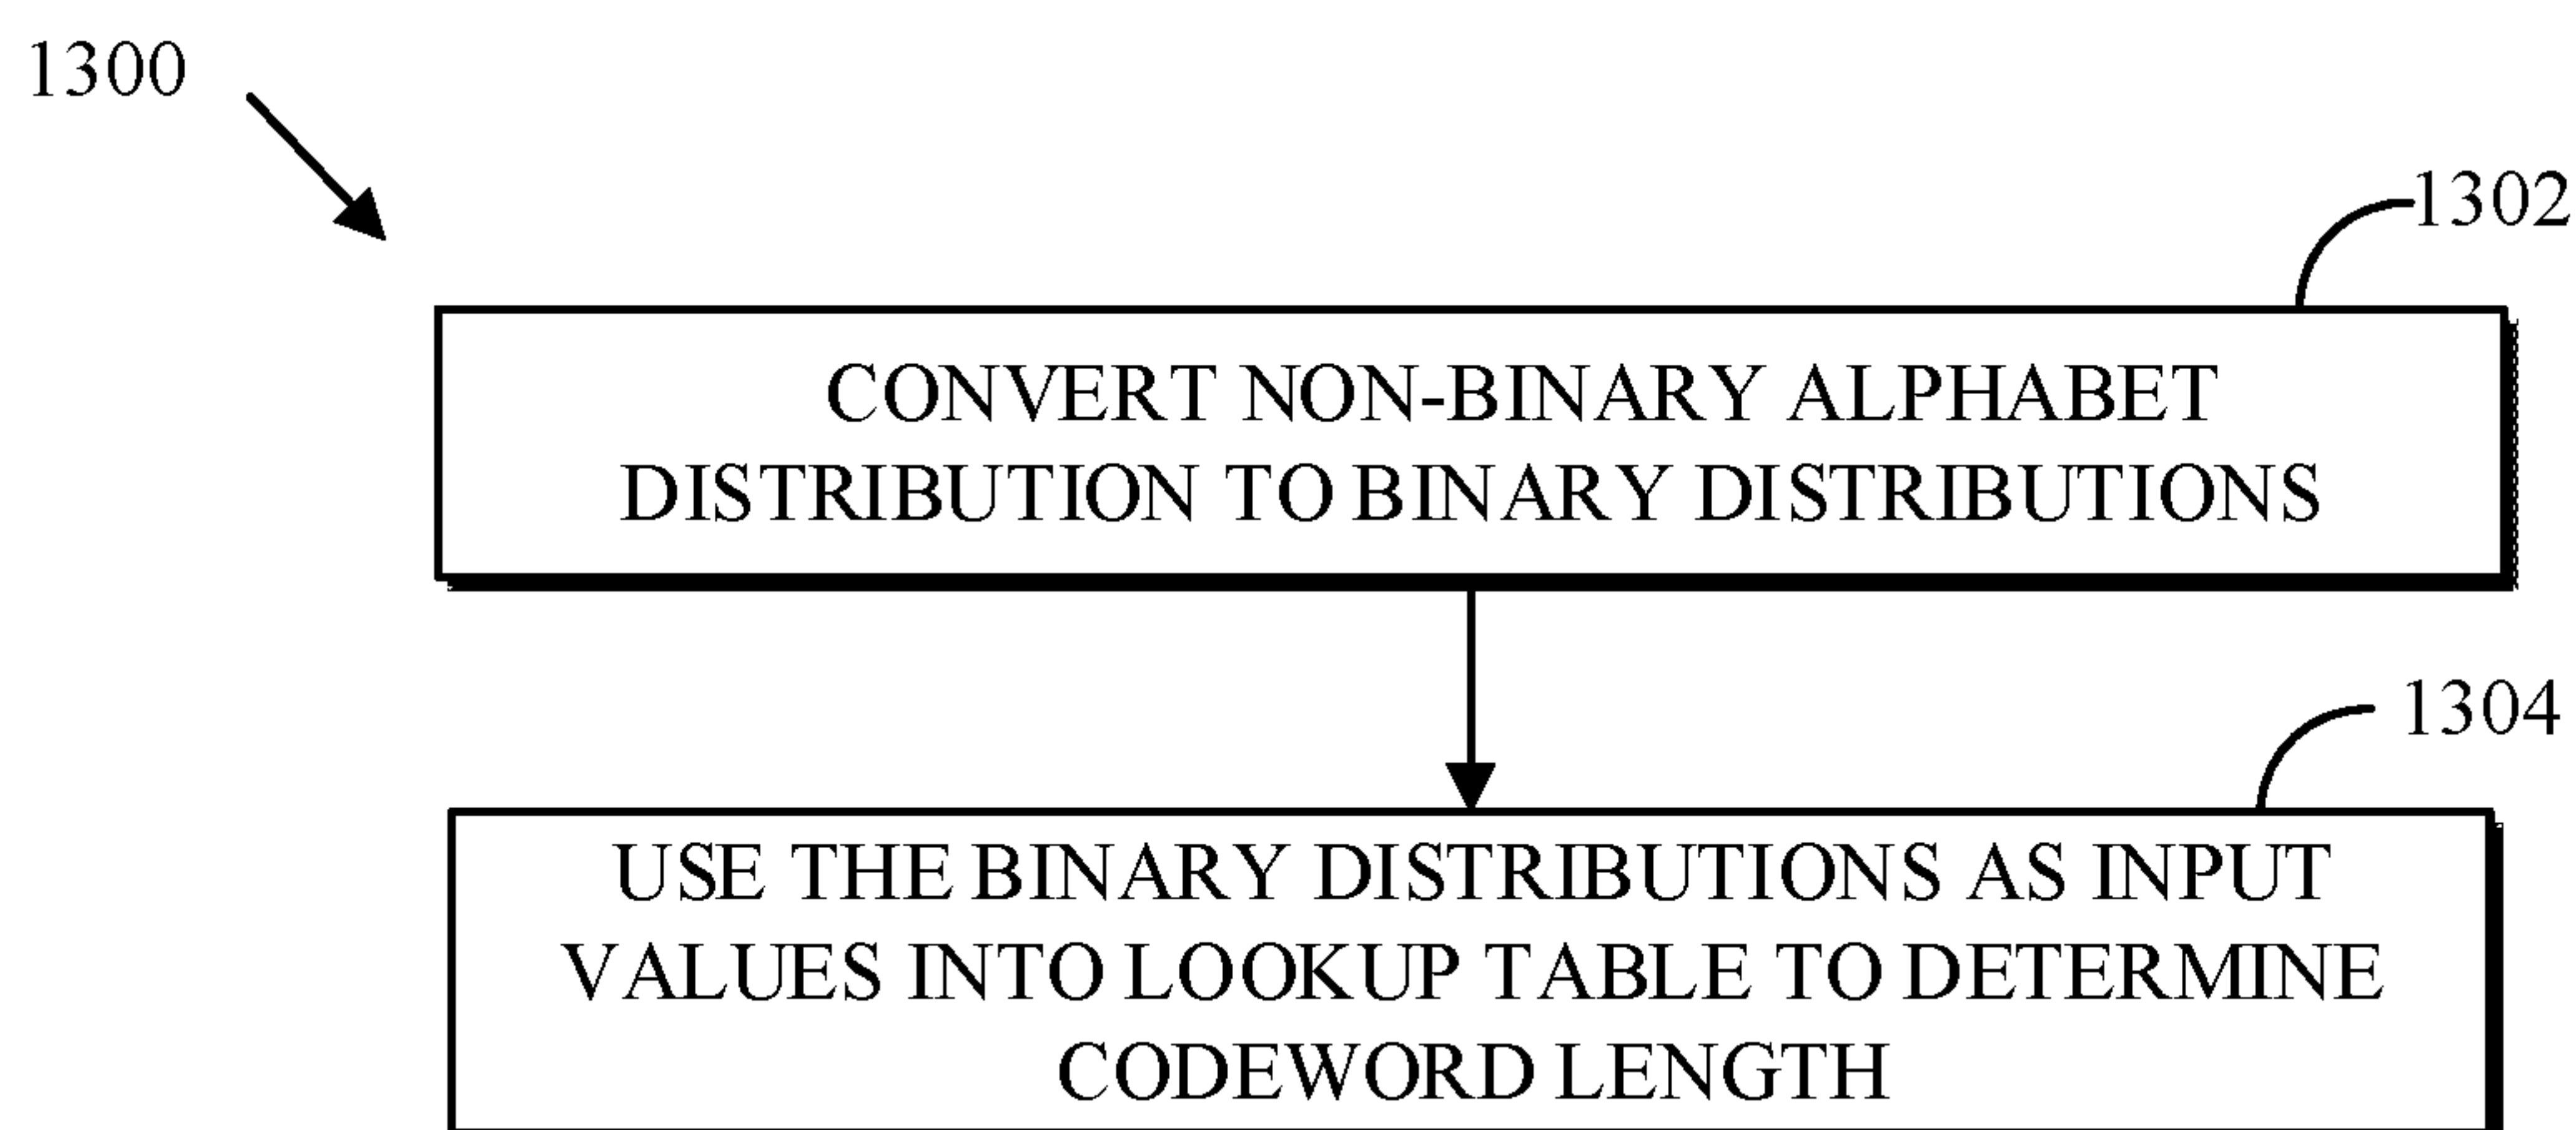 1300
1302
CONVERT NON-BINARY ALPHABET
DISTRIBUTION TO BINARY DISTRIBUTIONS
1304
USE THE BINARY DISTRIBUTIONS AS INPUT
VALUES INTO LOOKUP TABLE TO DETERMINE
CODEWORD LENGTH